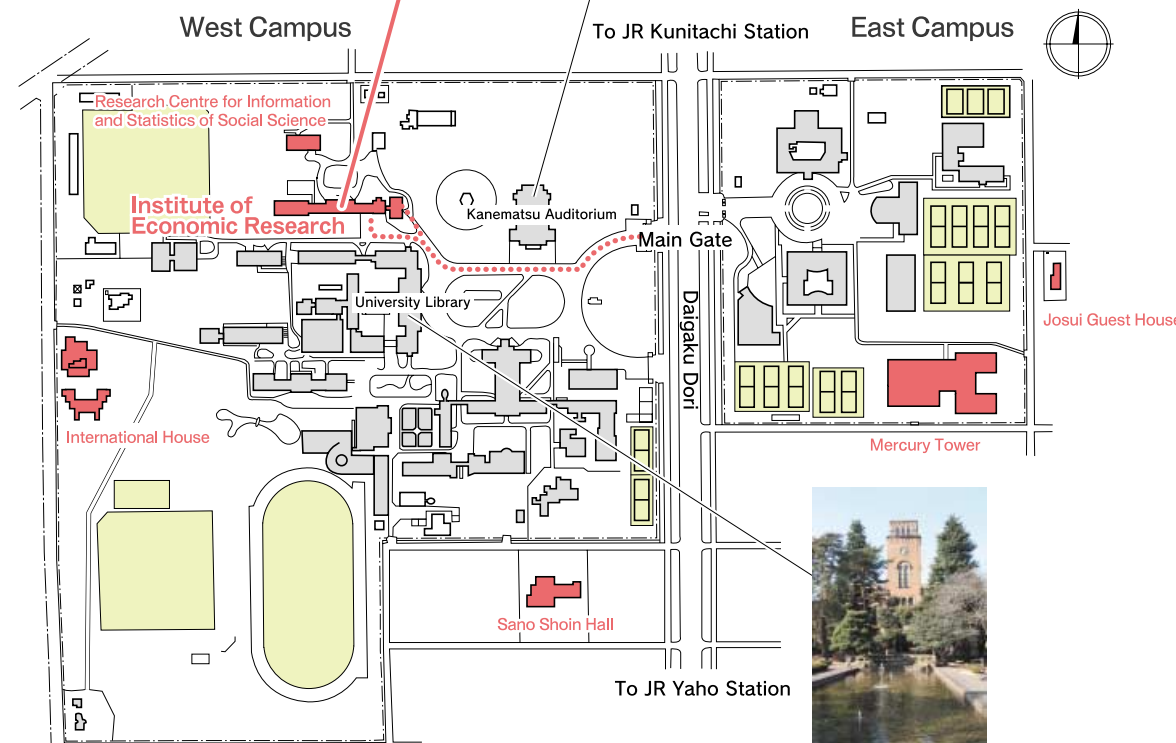 West Campus
To JR Kunitachi Station
East Campus
Research Centre for Information
and Statistics of Social Science
Institute of
Economic Research
Kanematsu Auditorium
Main Gate
University Library
Daigaku Dori
Josui Guest House
International House
Mercury Tower
Sano Shoin Hall
To JR Yaho Station